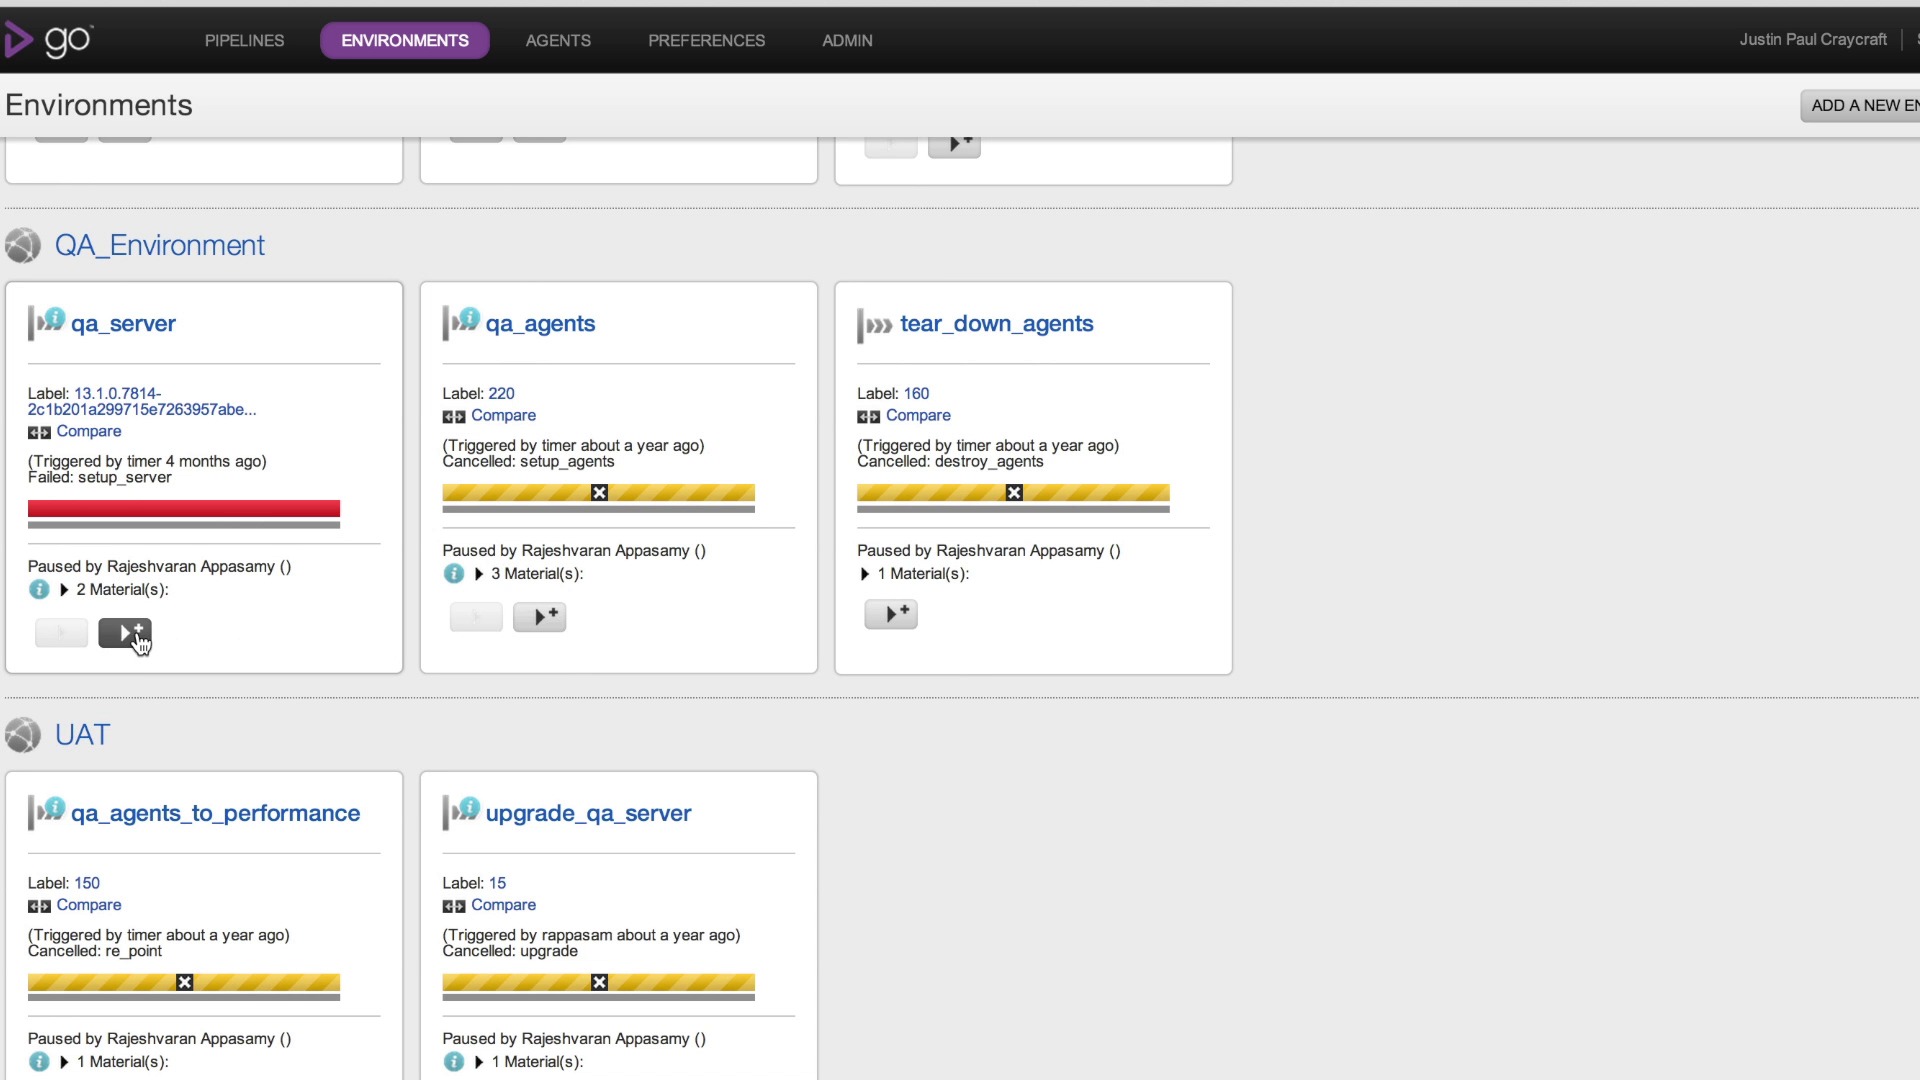 go
PIPELINES
ENVIRONMENTS
AGENTS
PREFERENCES
ADMIN
Justin Paul Craycraft
Environments
ADD A NEW EN
QA_Environment
qa_server
Label: 13.1.0.7814-
2c1b201a299715e7263957abe...
Compare
(Triggered by timer 4 months ago)
Failed: setup_server
Paused by Rajeshvaran Appasamy ()
2 Material(s):
qa_agents
Label: 220
Compare
(Triggered by timer about a year ago)
Cancelled: setup_agents
Paused by Rajeshvaran Appasamy ()
3 Material(s):
tear_down_agents
Label: 160
Compare
(Triggered by timer about a year ago)
Cancelled: destroy_agents
Paused by Rajeshvaran Appasamy ()
1 Material(s):
UAT
qa_agents_to_performance
Label: 150
Compare
(Triggered by timer about a year ago)
Cancelled: re_point
Paused by Rajeshvaran Appasamy ()
1 Material(s):
upgrade_qa_server
Label: 15
Compare
(Triggered by rappasam about a year ago)
Cancelled: upgrade
Paused by Rajeshvaran Appasamy ()
1 Material(s):